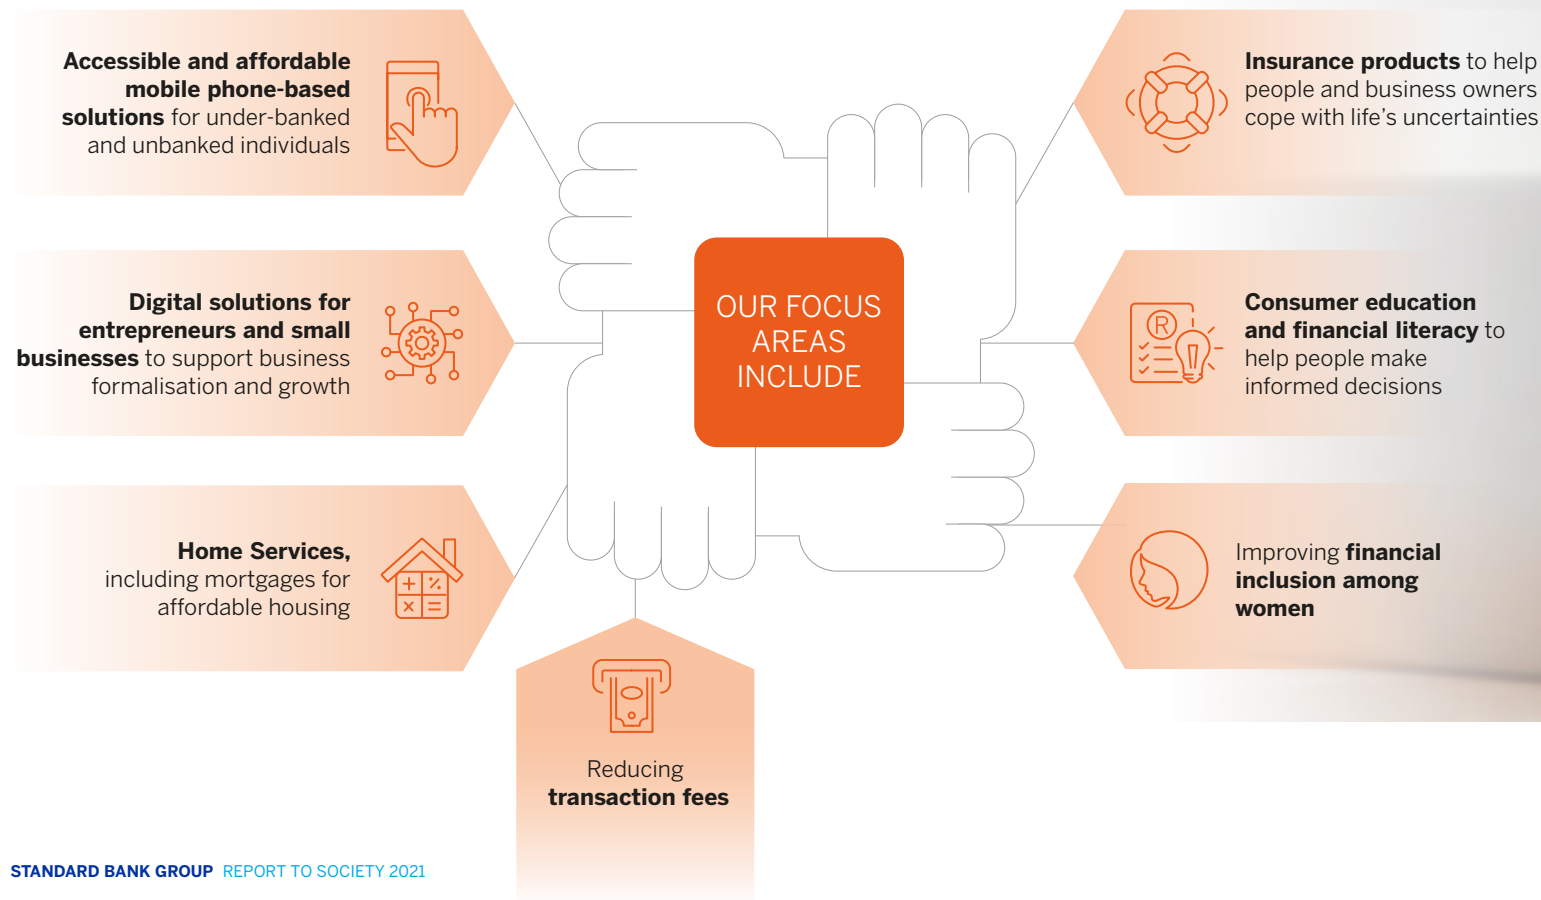 Accessible and affordable
mobile phone-based
solutions for under-banked
and unbanked individuals
Insurance products to help
people and business owners
cope with life's uncertainties
Digital solutions for
entrepreneurs and small
businesses to support business
formalisation and growth
OUR FOCUS
AREAS
INCLUDE
R
Consumer education
and financial literacy to
help people make
informed decisions
Home Services,
including mortgages for
affordable housing
Improving financial
inclusion among
women
Reducing
transaction fees
STANDARD BANK GROUP REPORT TO SOCIETY 2021